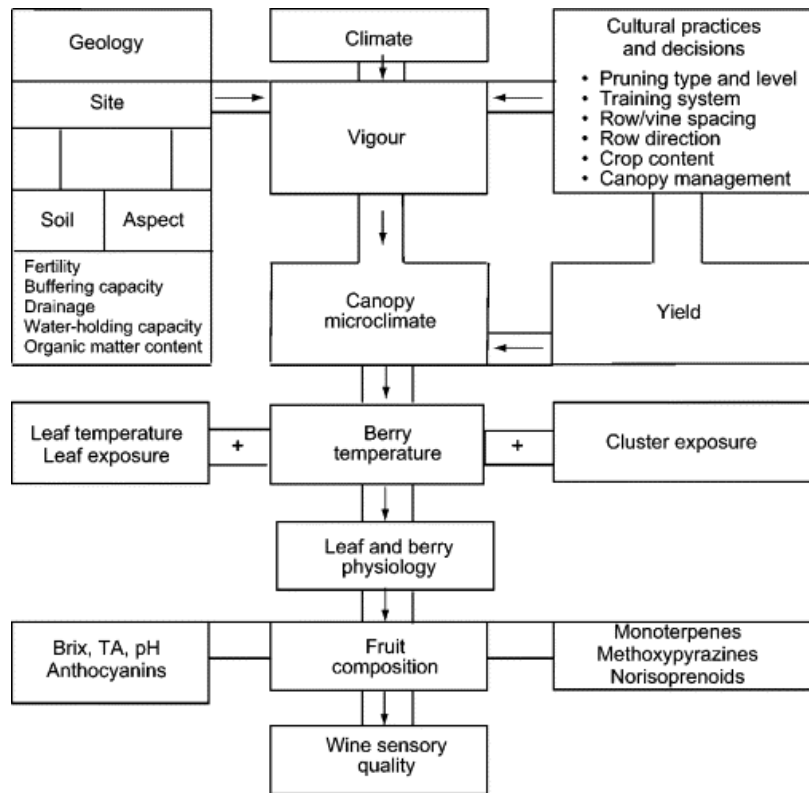 Geology
Climate
Cultural practices
and decisions
• Pruning type and level
• Training system
• Row/vine spacing
• Row direction
• Crop content
• Canopy management
Site
Vigour
Soil
Aspect
Fertility
Buffering capacity
Drainage
Water-holding capacity
Organic matter content
Canopy
microclimate
Yield
Leaf temperature
Leaf exposure
+
Berry
temperature
+
Cluster exposure
Leaf and berry
physiology
Brix, TA, pH
Anthocyanins
Fruit
composition
Monoterpenes
Methoxypyrazines
Norisoprenoids
Wine sensory
quality